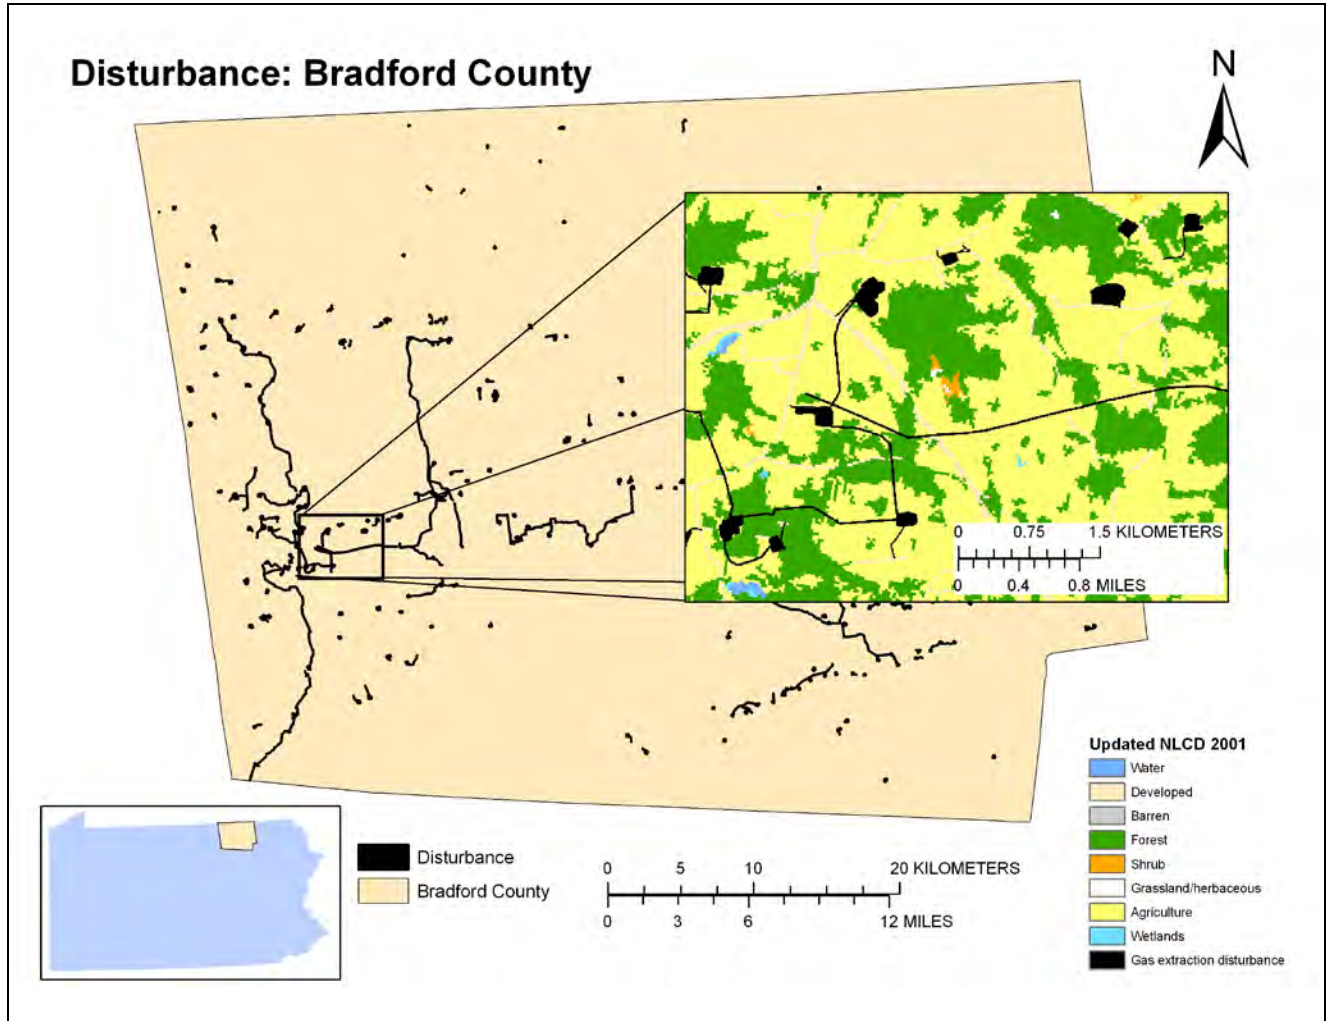 Disturbance: Bradford County
N
0 0.75 1.5 KILOMETERS
0 0.4 0.8 MILES
Updated NLCD 2001
Water
Developed
Barren
Forest
Shrub
Grassland/herbaceous
Agriculture
Wetlands
Gas extraction disturbance
Disturbance
Bradford County
0 5 10 20 KILOMETERS
0 3 6 12 MILES